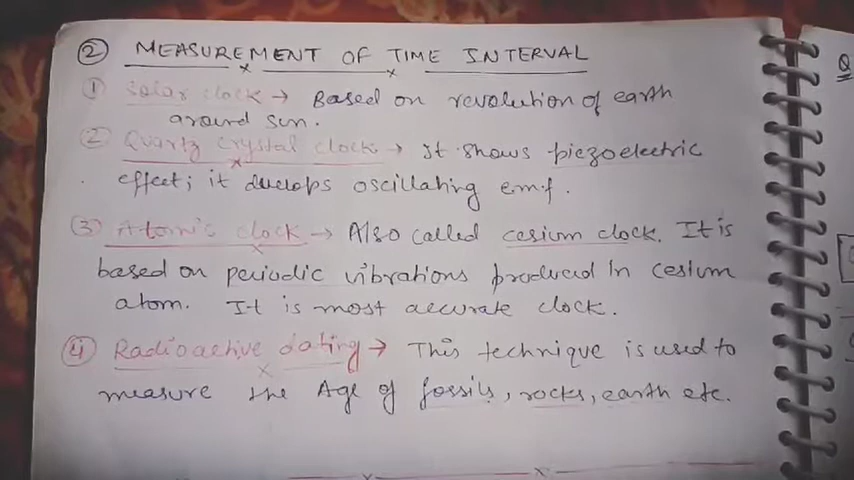 ② MEASUREMENT OF TIME INTERVAL
① Solar clock → Based on revolution of earth
around sun.
② Quartz crystal clock → It shows piezoelectric
effect; it develops oscillating emf.
③ Atomic clock → Also called cesium clock. It is
based on periodic vibrations produced in cesium
atom. It is most accurate clock.
④ Radioactive dating → This technique is used to
measure the Age of fossils, rocks, earth etc.
Q